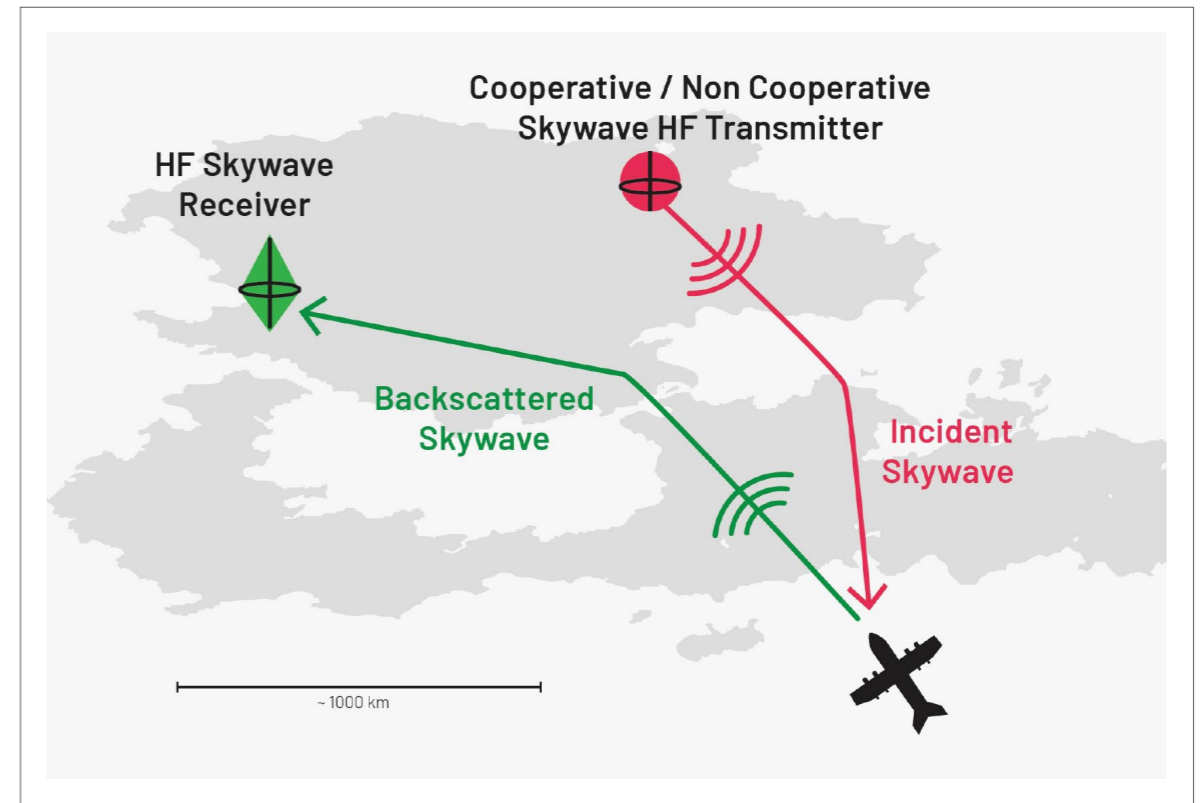 Cooperative / Non Cooperative
Skywave HF Transmitter
HF Skywave
Receiver
Backscattered
Skywave
Incident
Skywave
~ 1000 km